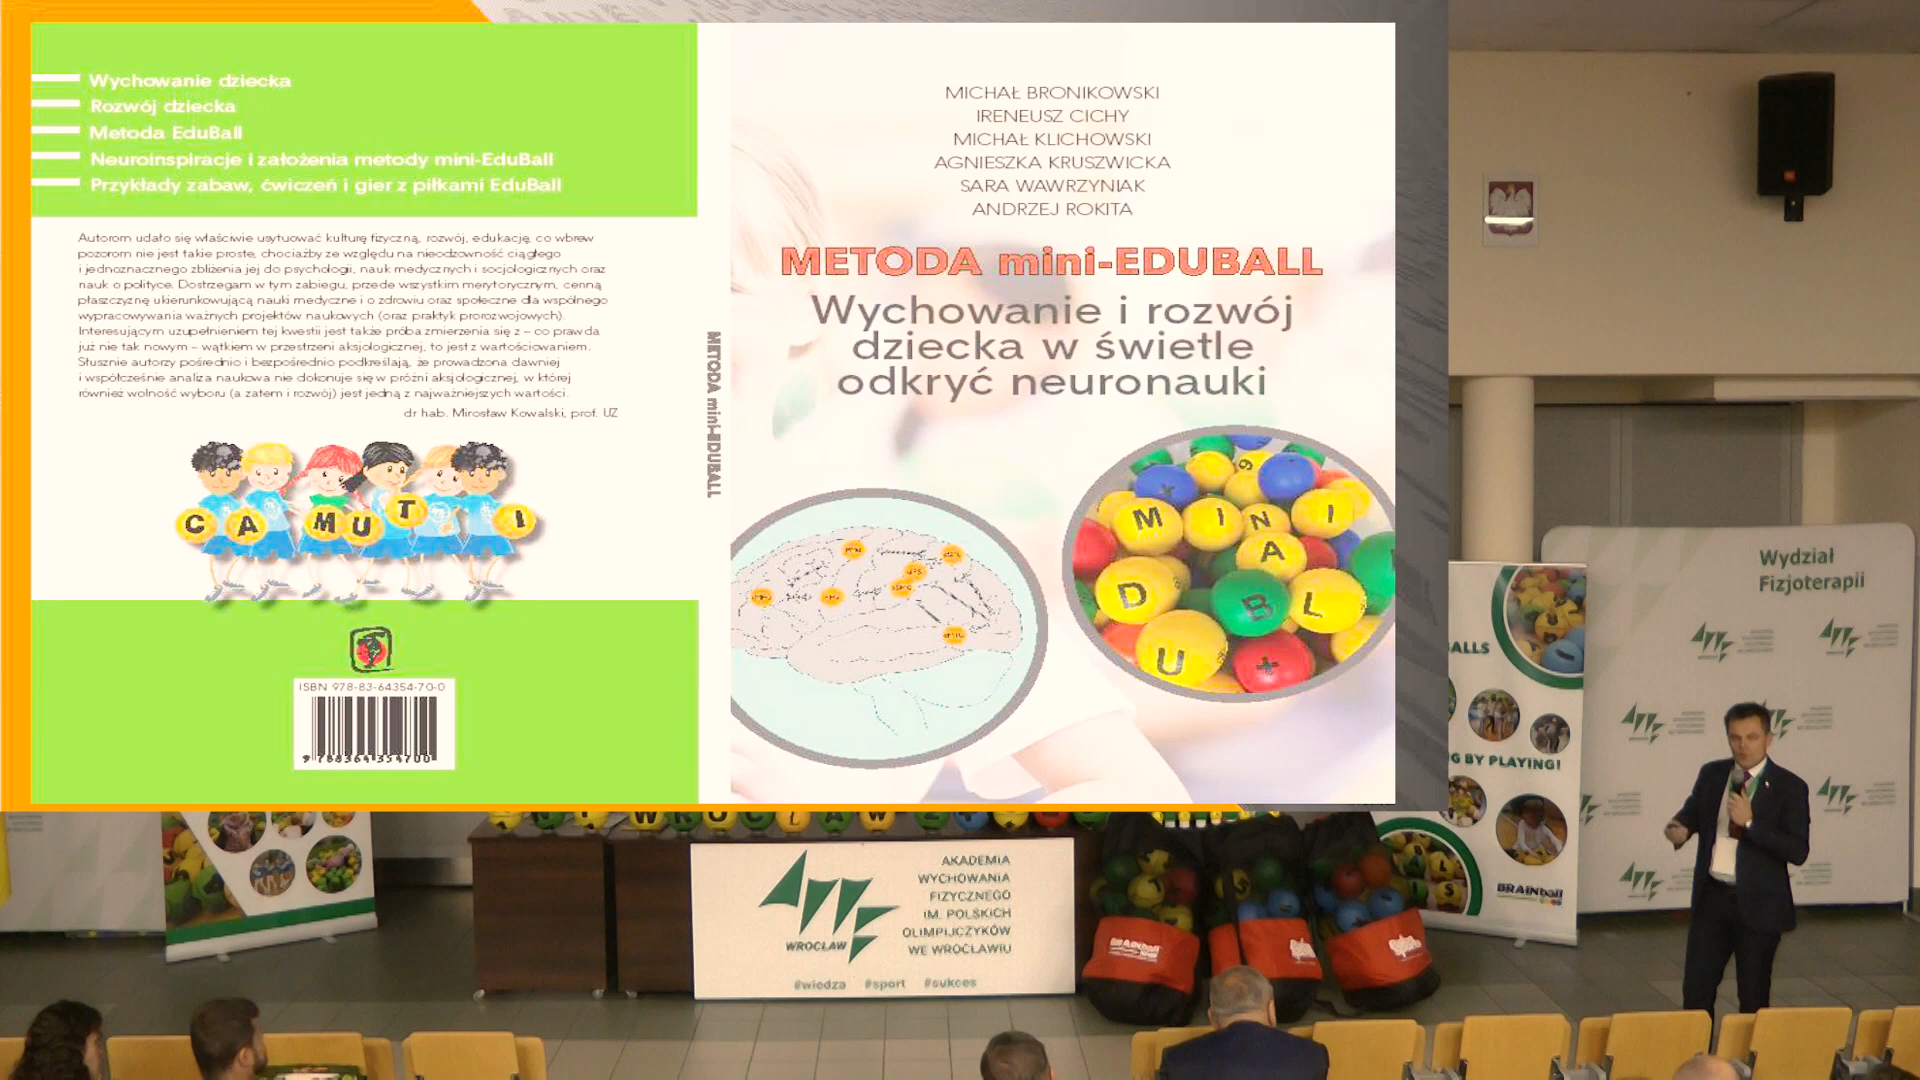 Wychowanie dziecka
Rozwój dziecka
Metoda EduBall
Neuroinspiracje i założenia metody mini-EduBall
Przykłady zabaw, ćwiczeń i gier z piłkami EduBall
Autorom udało się właściwie usytuować kulturę fizyczną, rozwój, edukację, co wbrew
pozorom nie jest takie proste, chociażby ze względu na nieodzowność ciągłego
i jednoznacznego zbliżenia jej do psychologii, nauk medycznych i socjologicznych oraz
nauk o polityce. Dostrzegam w tym zabiegu, przede wszystkim merytorycznym, cenną
płaszczyznę ukierunkowującą nauki medyczne i o zdrowiu oraz społeczne dla wspólnego
wypracowywania ważnych projektów naukowych (oraz praktyk prorozwojowych).
Interesującym uzupełnieniem tej kwestii jest także próba zmierzenia się z – co prawda
już nie tak nowym – wątkiem w przestrzeni aksjologicznej, to jest z wartościowaniem.
Słusznie autorzy pośrednio i bezpośrednio podkreślają, że prowadzona dawniej
i współcześnie analiza naukowa nie dokonuje się w próżni aksjologicznej, w której
również wolność wyboru (a zatem i rozwój) jest jedną z najważniejszych wartości.
dr hab. Mirosław Kowalski, prof. UZ
C A M U T I
ISBN 978-83-64354-70-0
9 788364 354700
METODA mini-EDUBALL
MICHAŁ BRONIKOWSKI
IRENEUSZ CICHY
MICHAŁ KLICHOWSKI
AGNIESZKA KRUSZWICKA
SARA WAWRZYNIAK
ANDRZEJ ROKITA
METODA mini-EDUBALL
Wychowanie i rozwój
dziecka w świetle
odkryć neuronauki
M I N I
A
D B L
U +
Wydział
Fizjoterapii
BALLS
G BY PLAYING!
BRAINball
WROCŁAW
AKADEMIA
WYCHOWANIA
FIZYCZNEGO
IM. POLSKICH
OLIMPIJCZYKÓW
WE WROCŁAWIU
#wiedza #sport #sukces
BRAINball